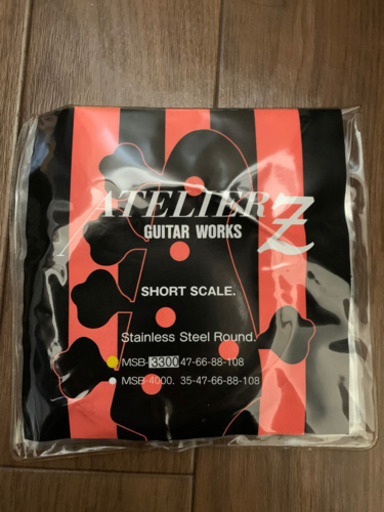 ATELIER Z
GUITAR WORKS
SHORT SCALE.
Stainless Steel Round.
MSB-3300 47-66-88-108
MSB-4000. 35-47-66-88-108